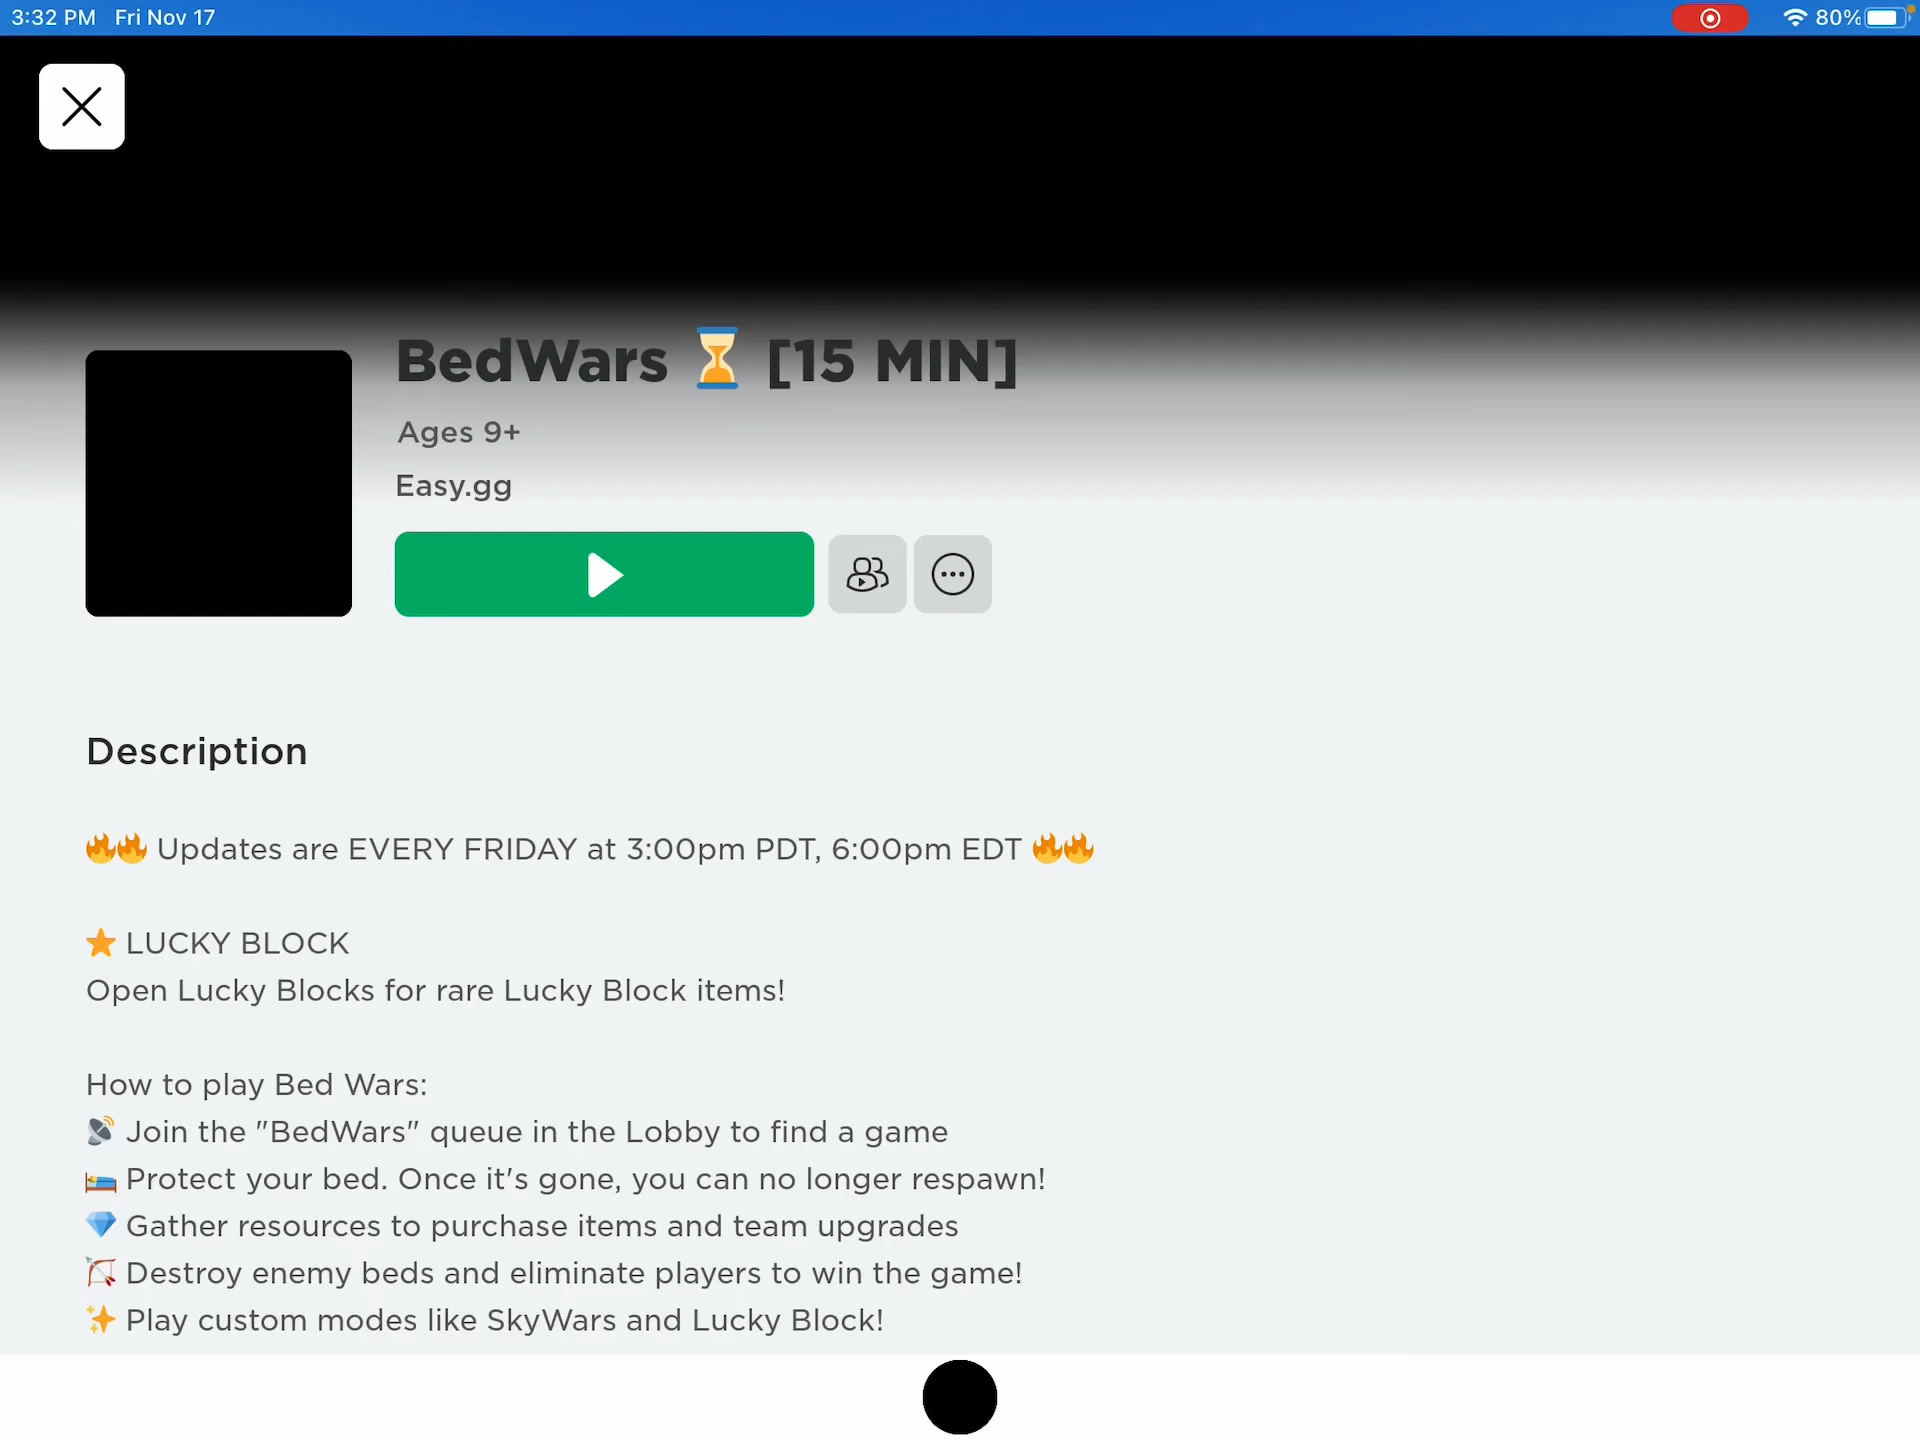 3:32 PM Fri Nov 17
80%
BedWars ⏳ [15 MIN]
Ages 9+
Easy.gg
Description
🔥🔥 Updates are EVERY FRIDAY at 3:00pm PDT, 6:00pm EDT 🔥🔥
⭐ LUCKY BLOCK
Open Lucky Blocks for rare Lucky Block items!
How to play Bed Wars:
📡 Join the "BedWars" queue in the Lobby to find a game
🛏️ Protect your bed. Once it's gone, you can no longer respawn!
💎 Gather resources to purchase items and team upgrades
🏹 Destroy enemy beds and eliminate players to win the game!
✨ Play custom modes like SkyWars and Lucky Block!